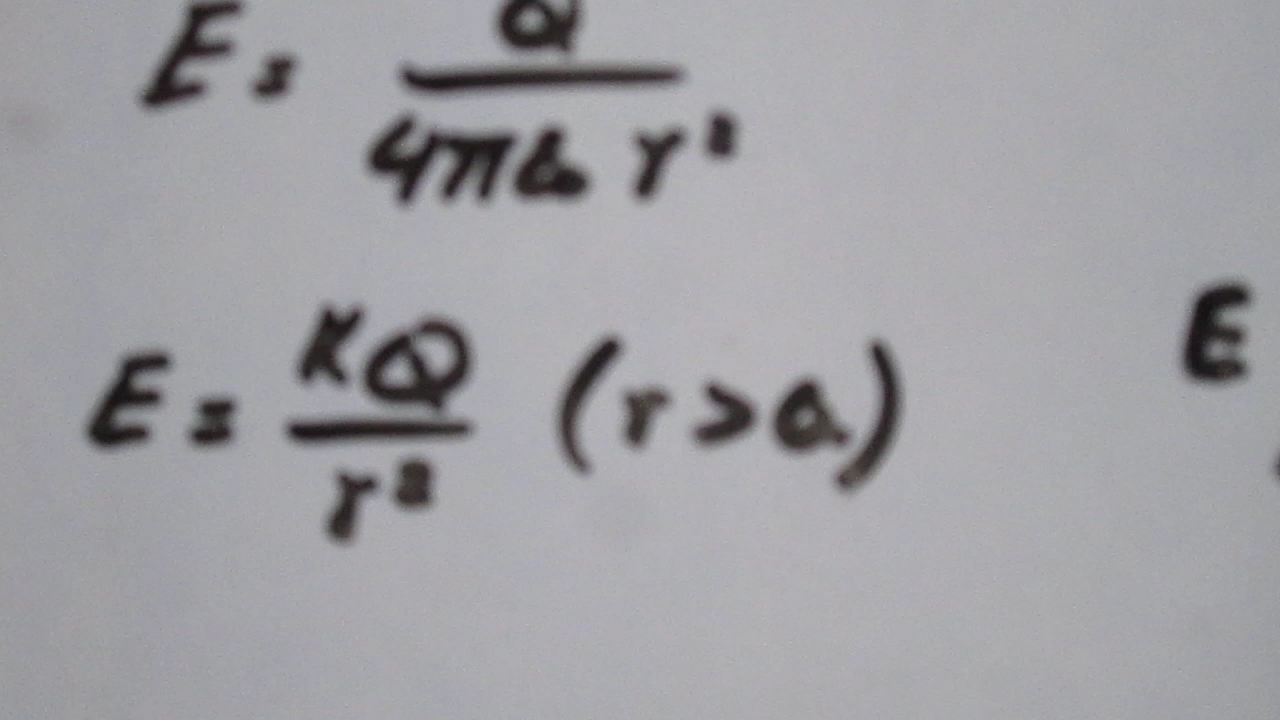 E = Q / 4πε₀ r²
E = KQ / r² (r > a)
E